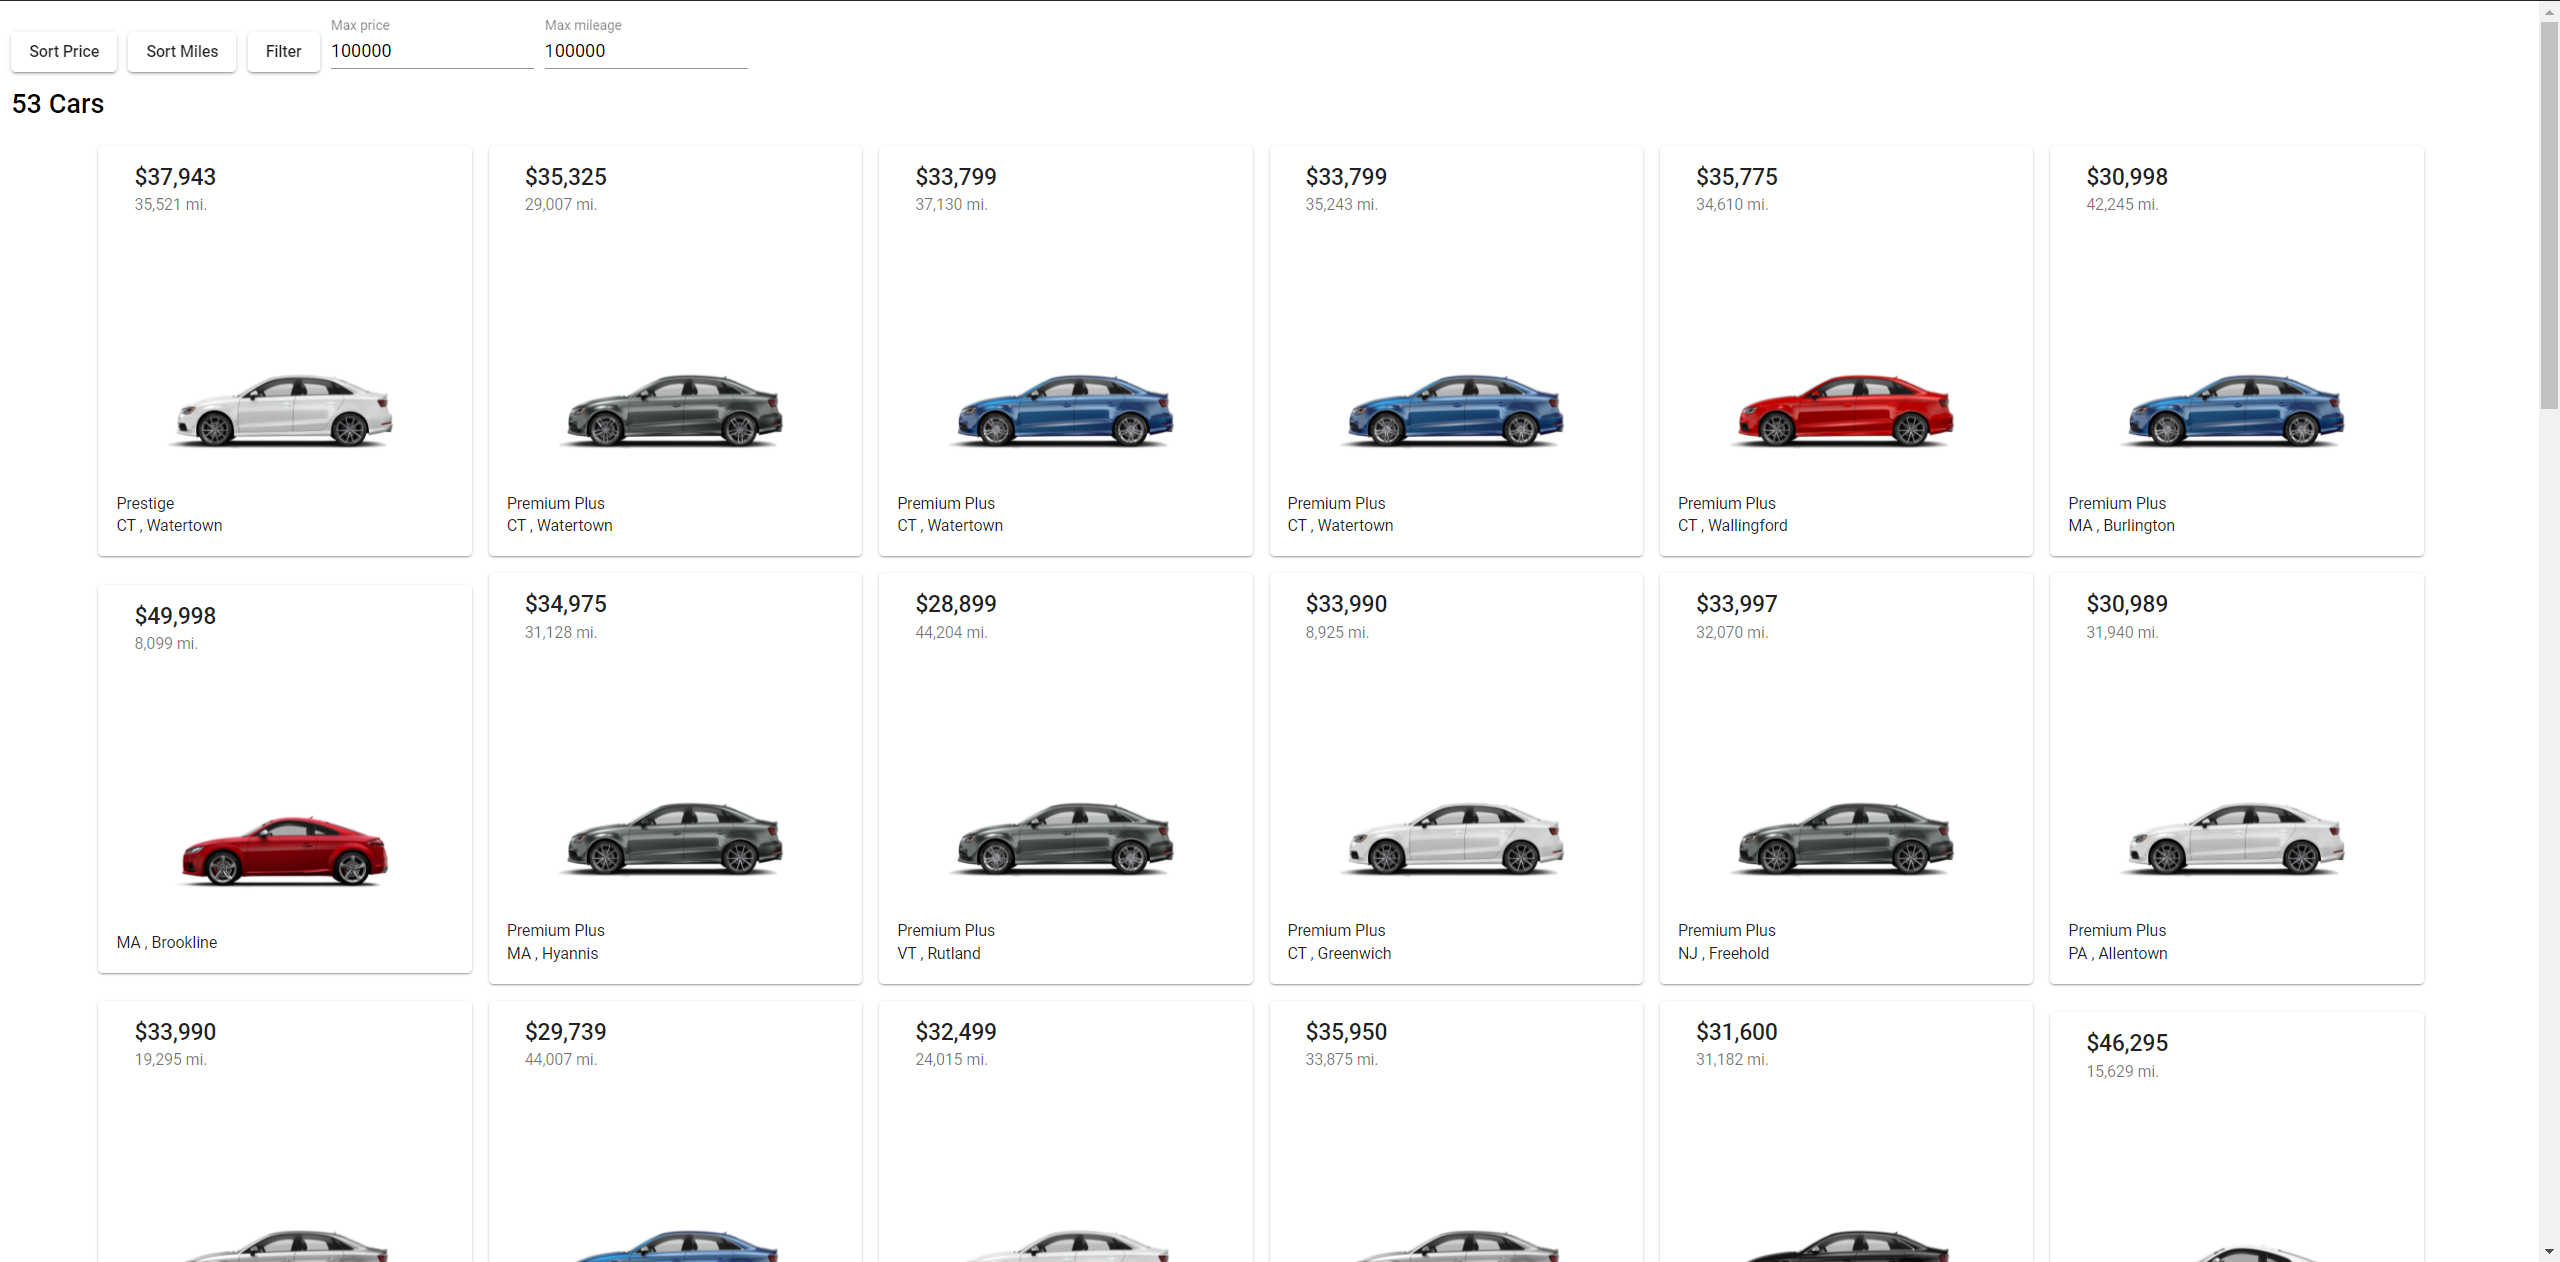 Max price
Max mileage
Sort Price
Sort Miles
Filter
100000
100000
53 Cars
$37,943
35,521 mi.
Prestige
CT , Watertown
$35,325
29,007 mi.
Premium Plus
CT , Watertown
$33,799
37,130 mi.
Premium Plus
CT , Watertown
$33,799
35,243 mi.
Premium Plus
CT , Watertown
$35,775
34,610 mi.
Premium Plus
CT , Wallingford
$30,998
42,245 mi.
Premium Plus
MA , Burlington
$49,998
8,099 mi.
MA , Brookline
$34,975
31,128 mi.
Premium Plus
MA , Hyannis
$28,899
44,204 mi.
Premium Plus
VT , Rutland
$33,990
8,925 mi.
Premium Plus
CT , Greenwich
$33,997
32,070 mi.
Premium Plus
NJ , Freehold
$30,989
31,940 mi.
Premium Plus
PA , Allentown
$33,990
19,295 mi.
$29,739
44,007 mi.
$32,499
24,015 mi.
$35,950
33,875 mi.
$31,600
31,182 mi.
$46,295
15,629 mi.